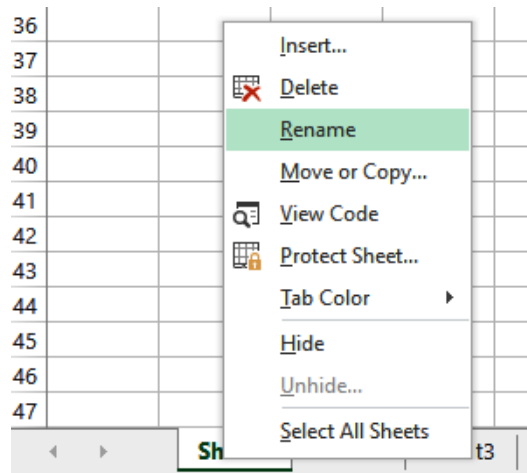 36
37
38
39
40
41
42
43
44
45
46
47
Insert...
Delete
Rename
Move or Copy...
View Code
Protect Sheet...
Tab Color
Hide
Unhide...
Select All Sheets
Sh
t3